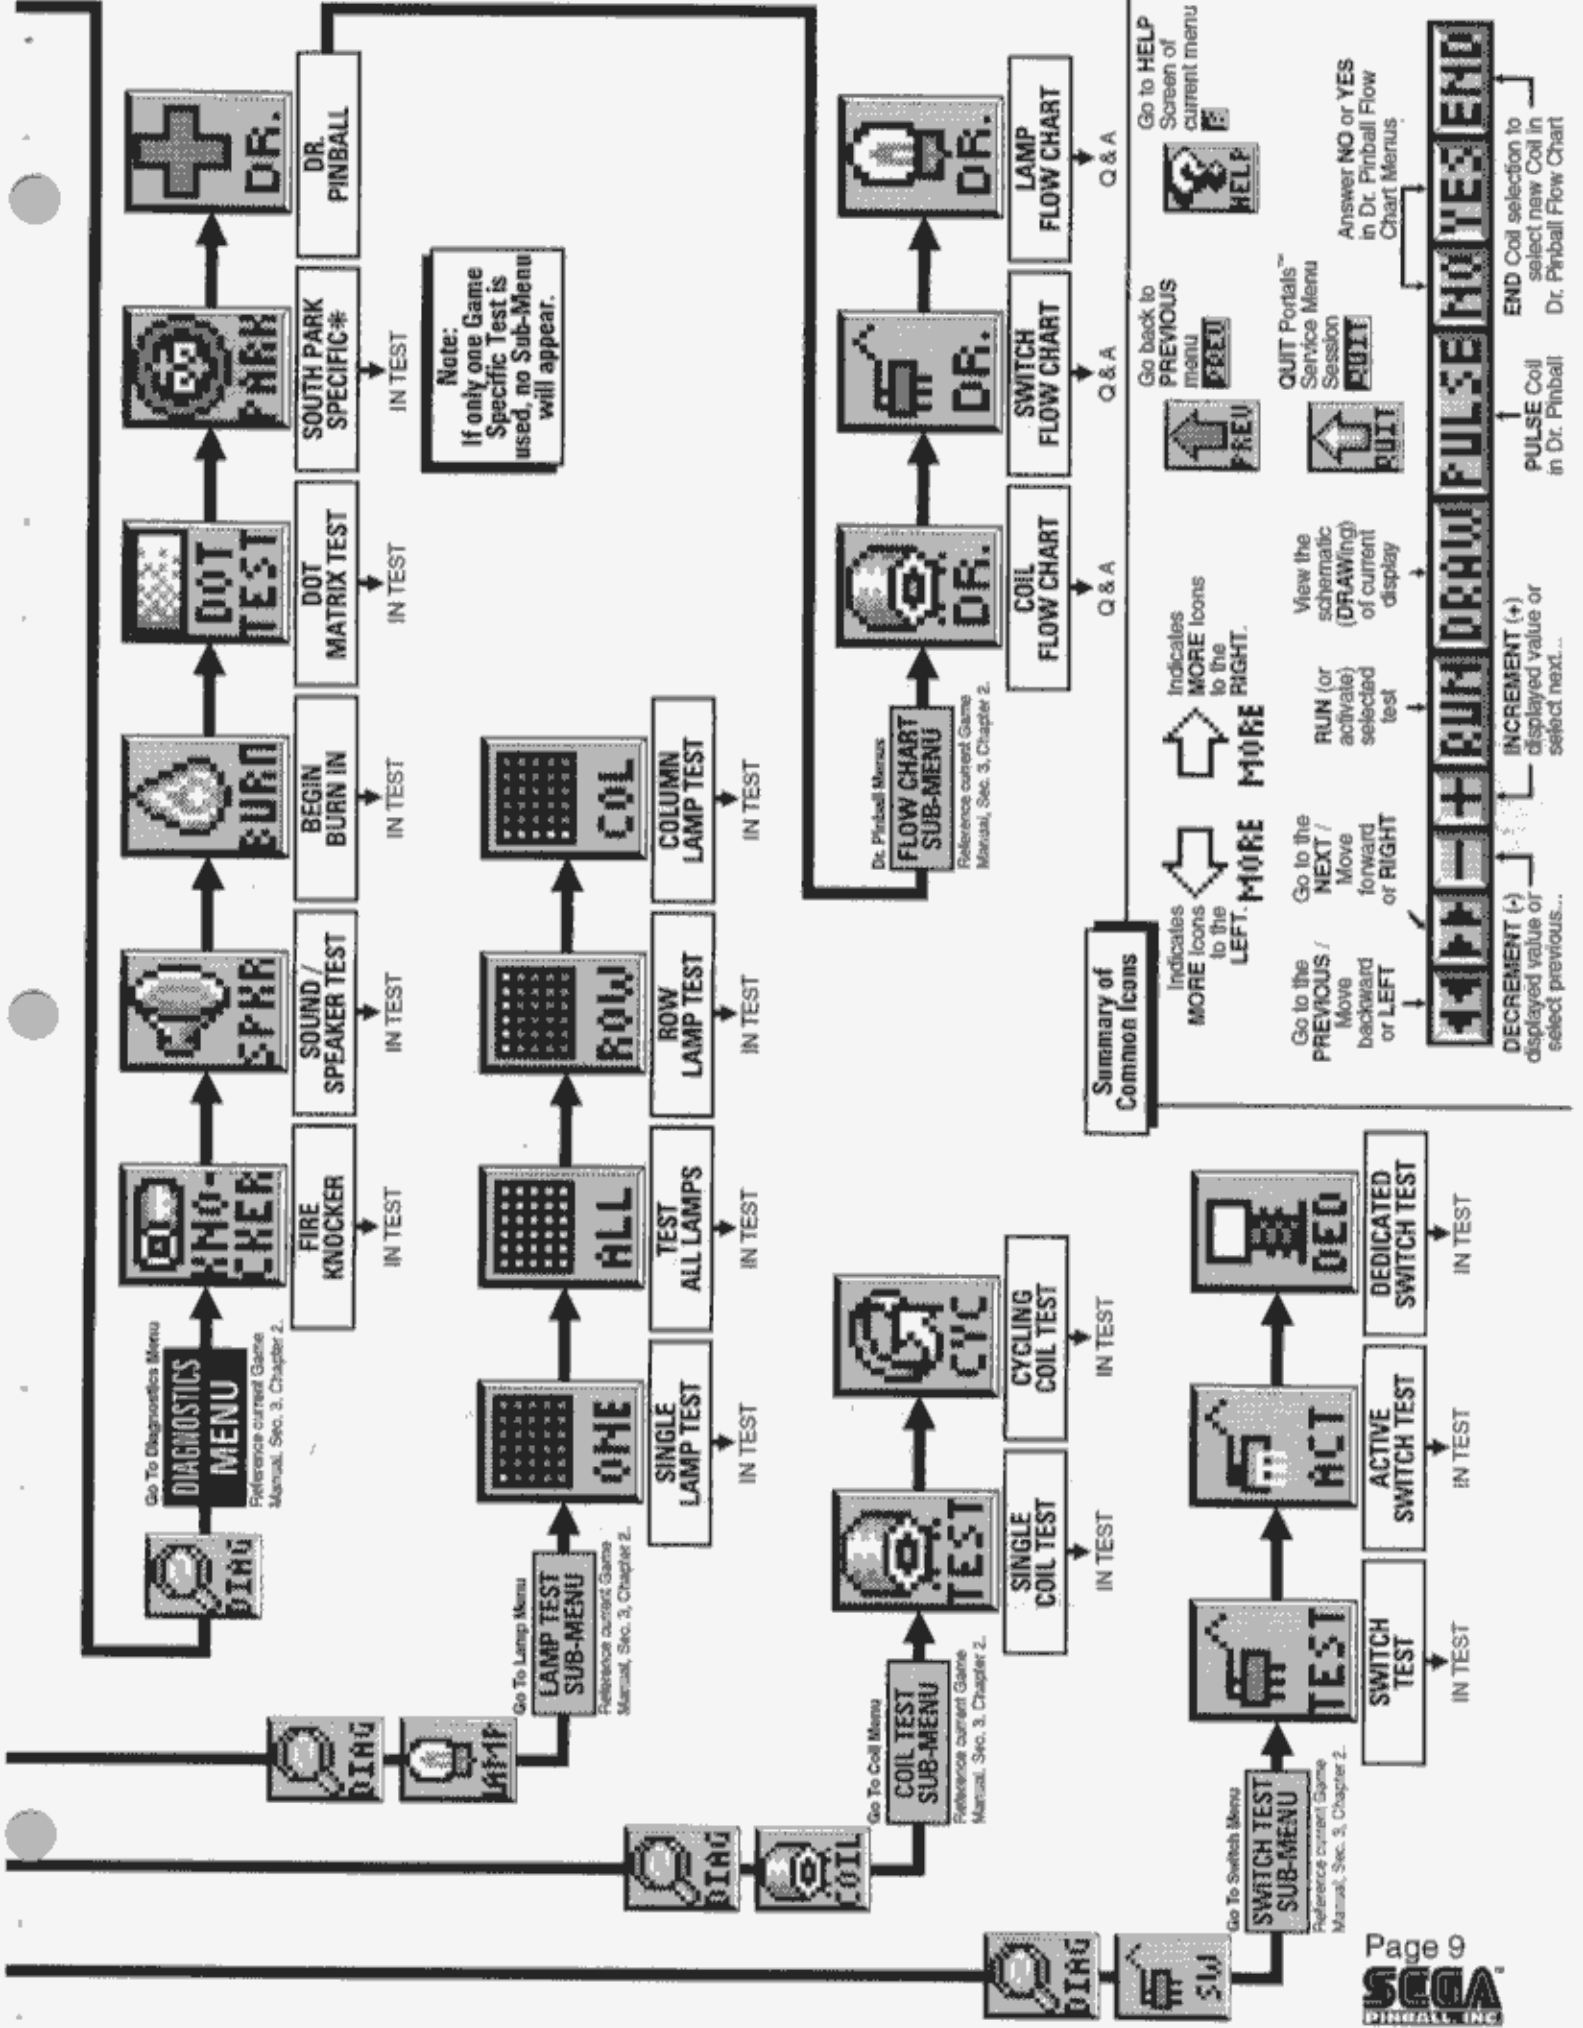 DIAG
Go To Diagnostics Menu
DIAGNOSTICS
MENU
Reference current Game
Manual, Sec. 3, Chapter 2.
KNO-
CKER
FIRE
KNOCKER
IN TEST
SPKR
SOUND /
SPEAKER TEST
IN TEST
BURN
BEGIN
BURN IN
IN TEST
DOT
TEST
DOT
MATRIX TEST
IN TEST
PARK
SOUTH PARK
SPECIFIC*
IN TEST
DR.
DR.
PINBALL
Note:
If only one Game
Specific Test is
used, no Sub-Menu
will appear.
DIAG
LAMP
Go To Lamp Menu
LAMP TEST
SUB-MENU
Reference current Game
Manual, Sec. 3, Chapter 2.
ONE
SINGLE
LAMP TEST
IN TEST
ALL
TEST
ALL LAMPS
IN TEST
ROW
ROW
LAMP TEST
IN TEST
COL
COLUMN
LAMP TEST
IN TEST
DIAG
COIL
Go To Coil Menu
COIL TEST
SUB-MENU
Reference current Game
Manual, Sec. 3, Chapter 2.
TEST
SINGLE
COIL TEST
IN TEST
CYC
CYCLING
COIL TEST
IN TEST
Dr. Pinball Menus
FLOW CHART
SUB-MENU
Reference current Game
Manual, Sec. 3, Chapter 2.
DR.
COIL
FLOW CHART
Q & A
DR.
SWITCH
FLOW CHART
Q & A
DR.
LAMP
FLOW CHART
Q & A
DIAG
SW
Go To Switch Menu
SWITCH TEST
SUB-MENU
Reference current Game
Manual, Sec. 3, Chapter 2.
TEST
SWITCH
TEST
IN TEST
ACT
ACTIVE
SWITCH TEST
IN TEST
DED
DEDICATED
SWITCH TEST
IN TEST
Summary of
Common Icons
Indicates
MORE Icons
to the
LEFT.
MORE
MORE
Indicates
MORE Icons
to the
RIGHT.
PREV
Go back to
PREVIOUS
menu
PREV
HELP
Go to HELP
Screen of
current menu
QUIT
QUIT Portals™
Service Menu
Session
QUIT
Go to the
PREVIOUS /
Move
backward
or LEFT
Go to the
NEXT /
Move
forward
or RIGHT
RUN (or
activate)
selected
test
View the
schematic
(DRAWing)
of current
display
Answer NO or YES
in Dr. Pinball Flow
Chart Menus
- + RUN DRAW PULSE NO YES END
DECREMENT (-)
displayed value or
select previous...
INCREMENT (+)
displayed value or
select next...
PULSE Coil
in Dr. Pinball
END Coil selection to
select new Coil in
Dr. Pinball Flow Chart
Page 9
SEGA™
PINBALL, INC.